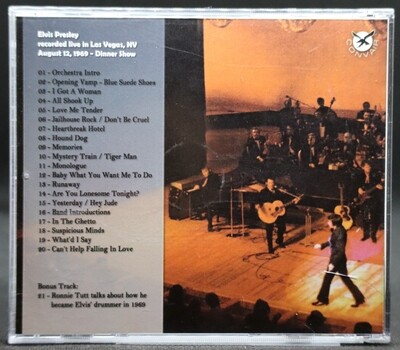 Elvis Presley
recorded live in Las Vegas, NV
August 12, 1969 - Dinner Show
CONVAIR
01 - Orchestra Intro
02 - Opening Vamp - Blue Suede Shoes
03 - I Got A Woman
04 - All Shook Up
05 - Love Me Tender
06 - Jailhouse Rock / Don't Be Cruel
07 - Heartbreak Hotel
08 - Hound Dog
09 - Memories
10 - Mystery Train / Tiger Man
11 - Monologue
12 - Baby What You Want Me To Do
13 - Runaway
14 - Are You Lonesome Tonight?
15 - Yesterday / Hey Jude
16 - Band Introductions
17 - In The Ghetto
18 - Suspicious Minds
19 - What'd I Say
20 - Can't Help Falling In Love
Bonus Track:
21 - Ronnie Tutt talks about how he
became Elvis' drummer in 1969